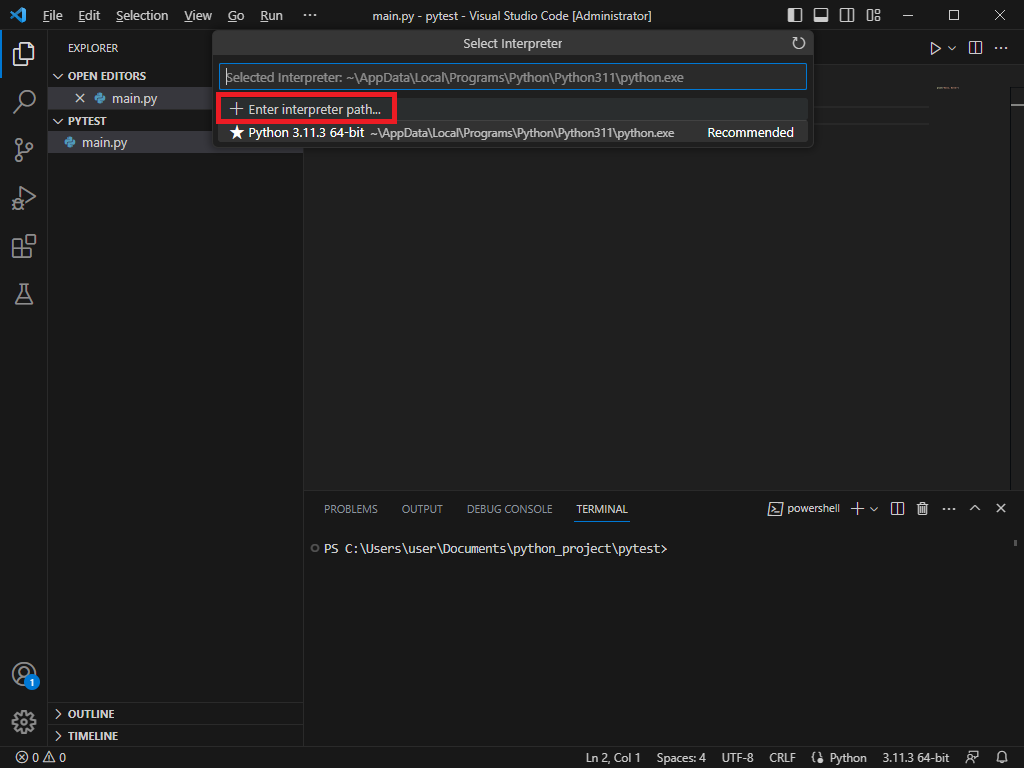 File Edit Selection View Go Run ··· main.py - pytest - Visual Studio Code [Administrator]
EXPLORER
Select Interpreter
Selected Interpreter: ~\AppData\Local\Programs\Python\Python311\python.exe
OPEN EDITORS
main.py
Enter interpreter path...
PYTEST
Python 3.11.3 64-bit ~\AppData\Local\Programs\Python\Python311\python.exe Recommended
main.py
PROBLEMS OUTPUT DEBUG CONSOLE TERMINAL powershell
PS C:\Users\user\Documents\python_project\pytest>
1
OUTLINE
TIMELINE
0 0 Ln 2, Col 1 Spaces: 4 UTF-8 CRLF Python 3.11.3 64-bit